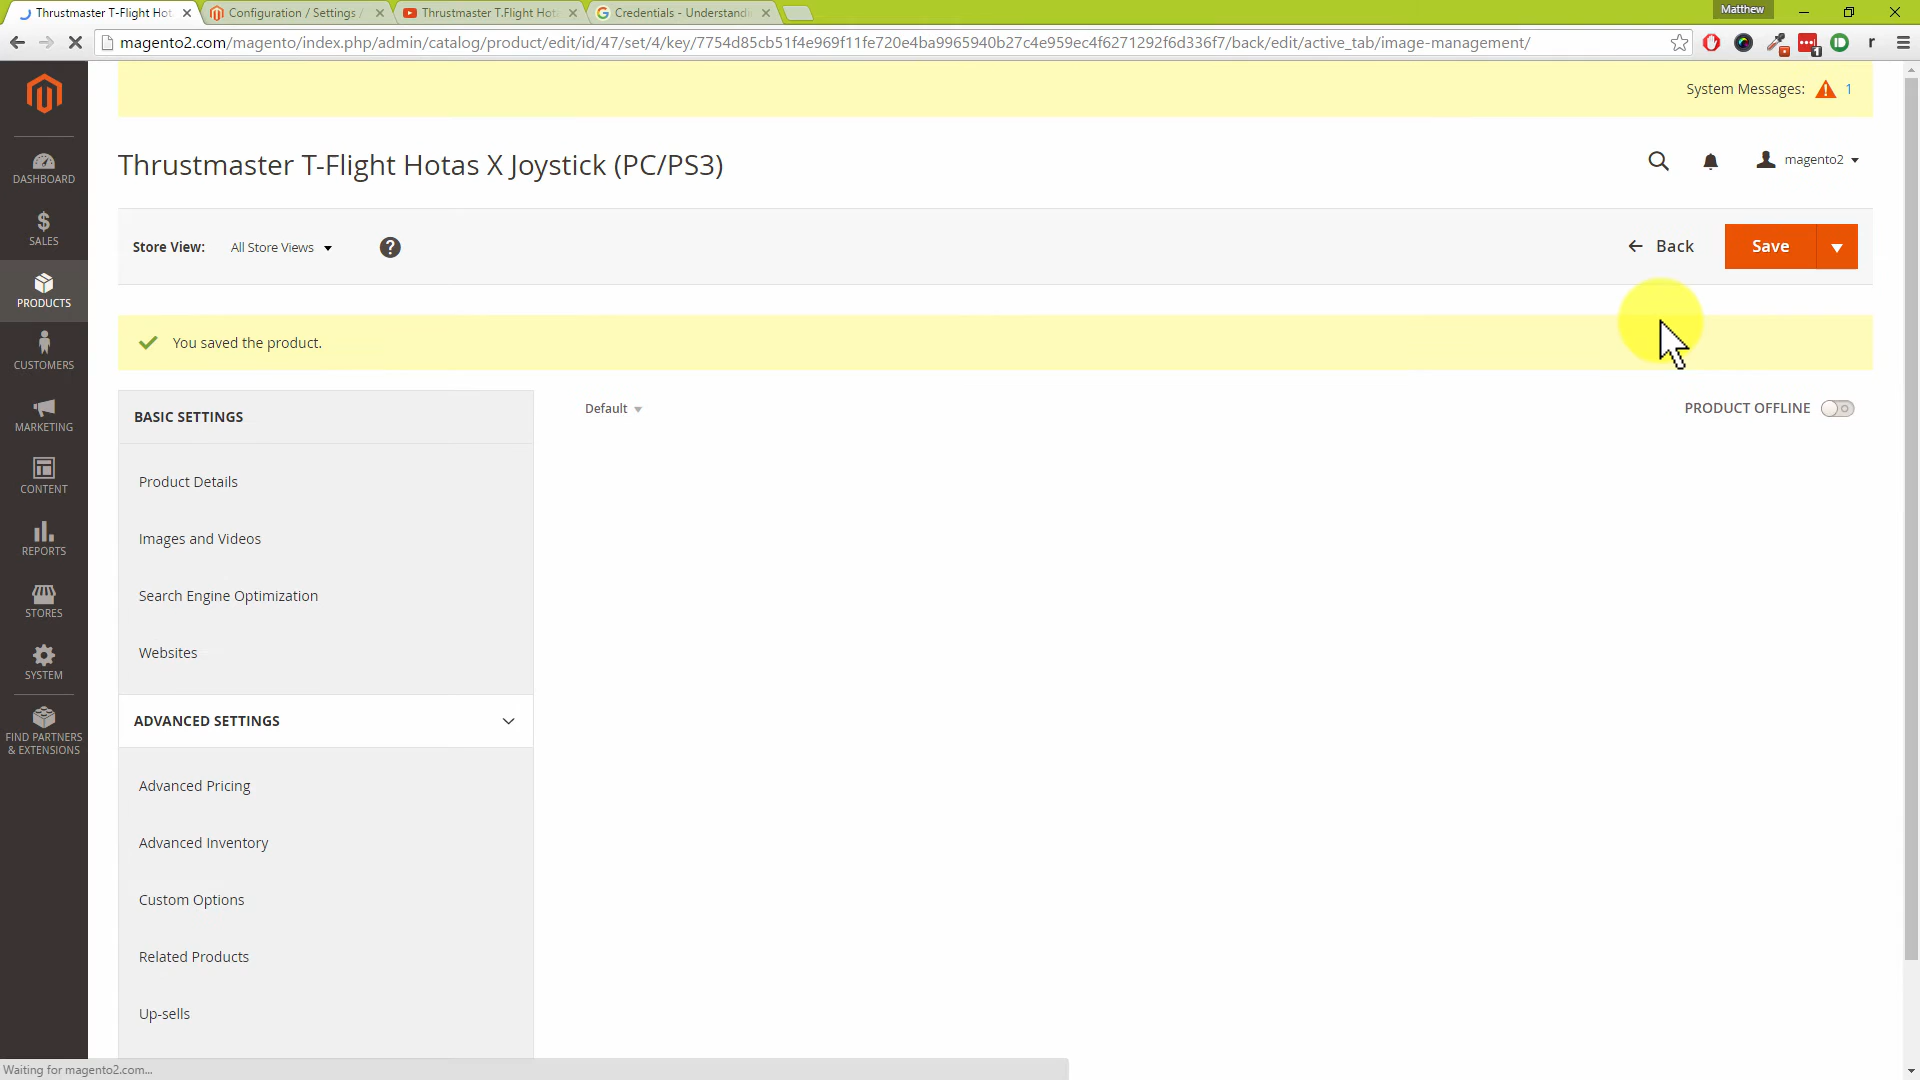 Thrustmaster T-Flight Hot
Configuration / Settings /
Thrustmaster T.Flight Hot
Credentials - Understandi
Matthew
magento2.com/magento/index.php/admin/catalog/product/edit/id/47/set/4/key/7754d85cb51f4e969f11fe720e4ba9965940b27c4e959ec4f6271292f6d336f7/back/edit/active_tab/image-management/
System Messages: 1
Thrustmaster T-Flight Hotas X Joystick (PC/PS3)
magento2
Store View: All Store Views ?
Back
Save
You saved the product.
DASHBOARD
SALES
PRODUCTS
CUSTOMERS
MARKETING
CONTENT
REPORTS
STORES
SYSTEM
FIND PARTNERS
& EXTENSIONS
BASIC SETTINGS
Product Details
Images and Videos
Search Engine Optimization
Websites
ADVANCED SETTINGS
Advanced Pricing
Advanced Inventory
Custom Options
Related Products
Up-sells
Default
PRODUCT OFFLINE
Waiting for magento2.com...